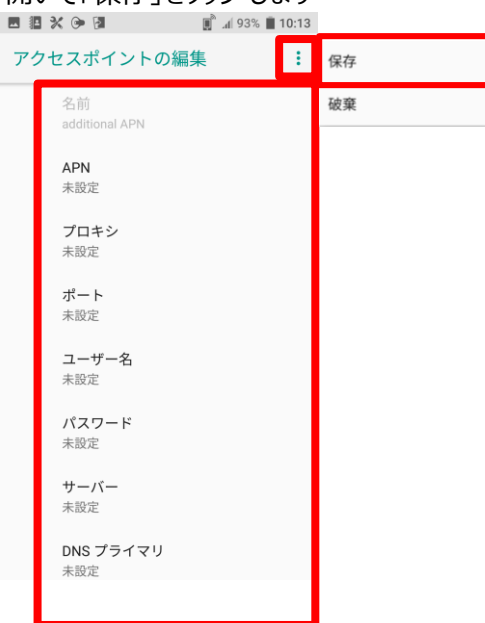 開いて「保存」をタップします
93% 10:13
アクセスポイントの編集
保存
破棄
名前
additional APN
APN
未設定
プロキシ
未設定
ポート
未設定
ユーザー名
未設定
パスワード
未設定
サーバー
未設定
DNS プライマリ
未設定